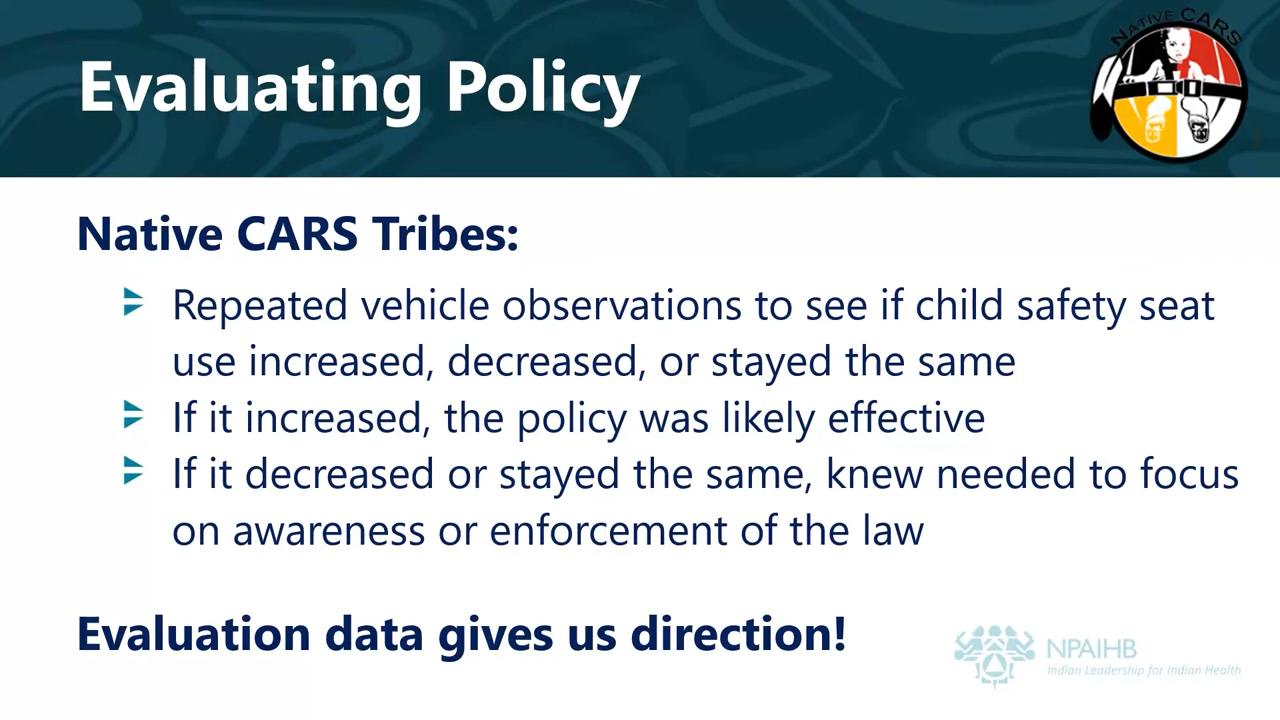 NATIVE CARS
Evaluating Policy
Native CARS Tribes:
Repeated vehicle observations to see if child safety seat
use increased, decreased, or stayed the same
If it increased, the policy was likely effective
If it decreased or stayed the same, knew needed to focus
on awareness or enforcement of the law
Evaluation data gives us direction!
NPAIHB
Indian Leadership for Indian Health